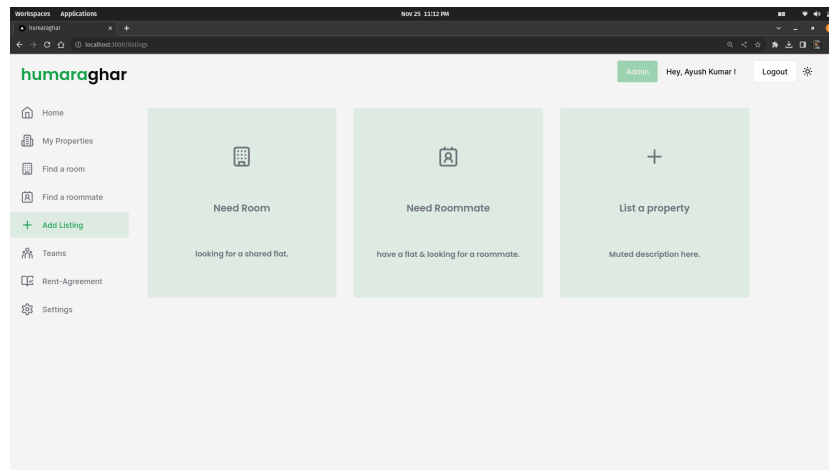 Workspaces Applications
Nov 25 11:12 PM
humaraghar
localhost:3000/listings
humaraghar
Admin
Hey, Ayush Kumar !
Logout
Home
My Properties
Find a room
Find a roommate
Add Listing
Teams
Rent-Agreement
Settings
Need Room
looking for a shared flat.
Need Roommate
have a flat & looking for a roommate.
List a property
Muted description here.